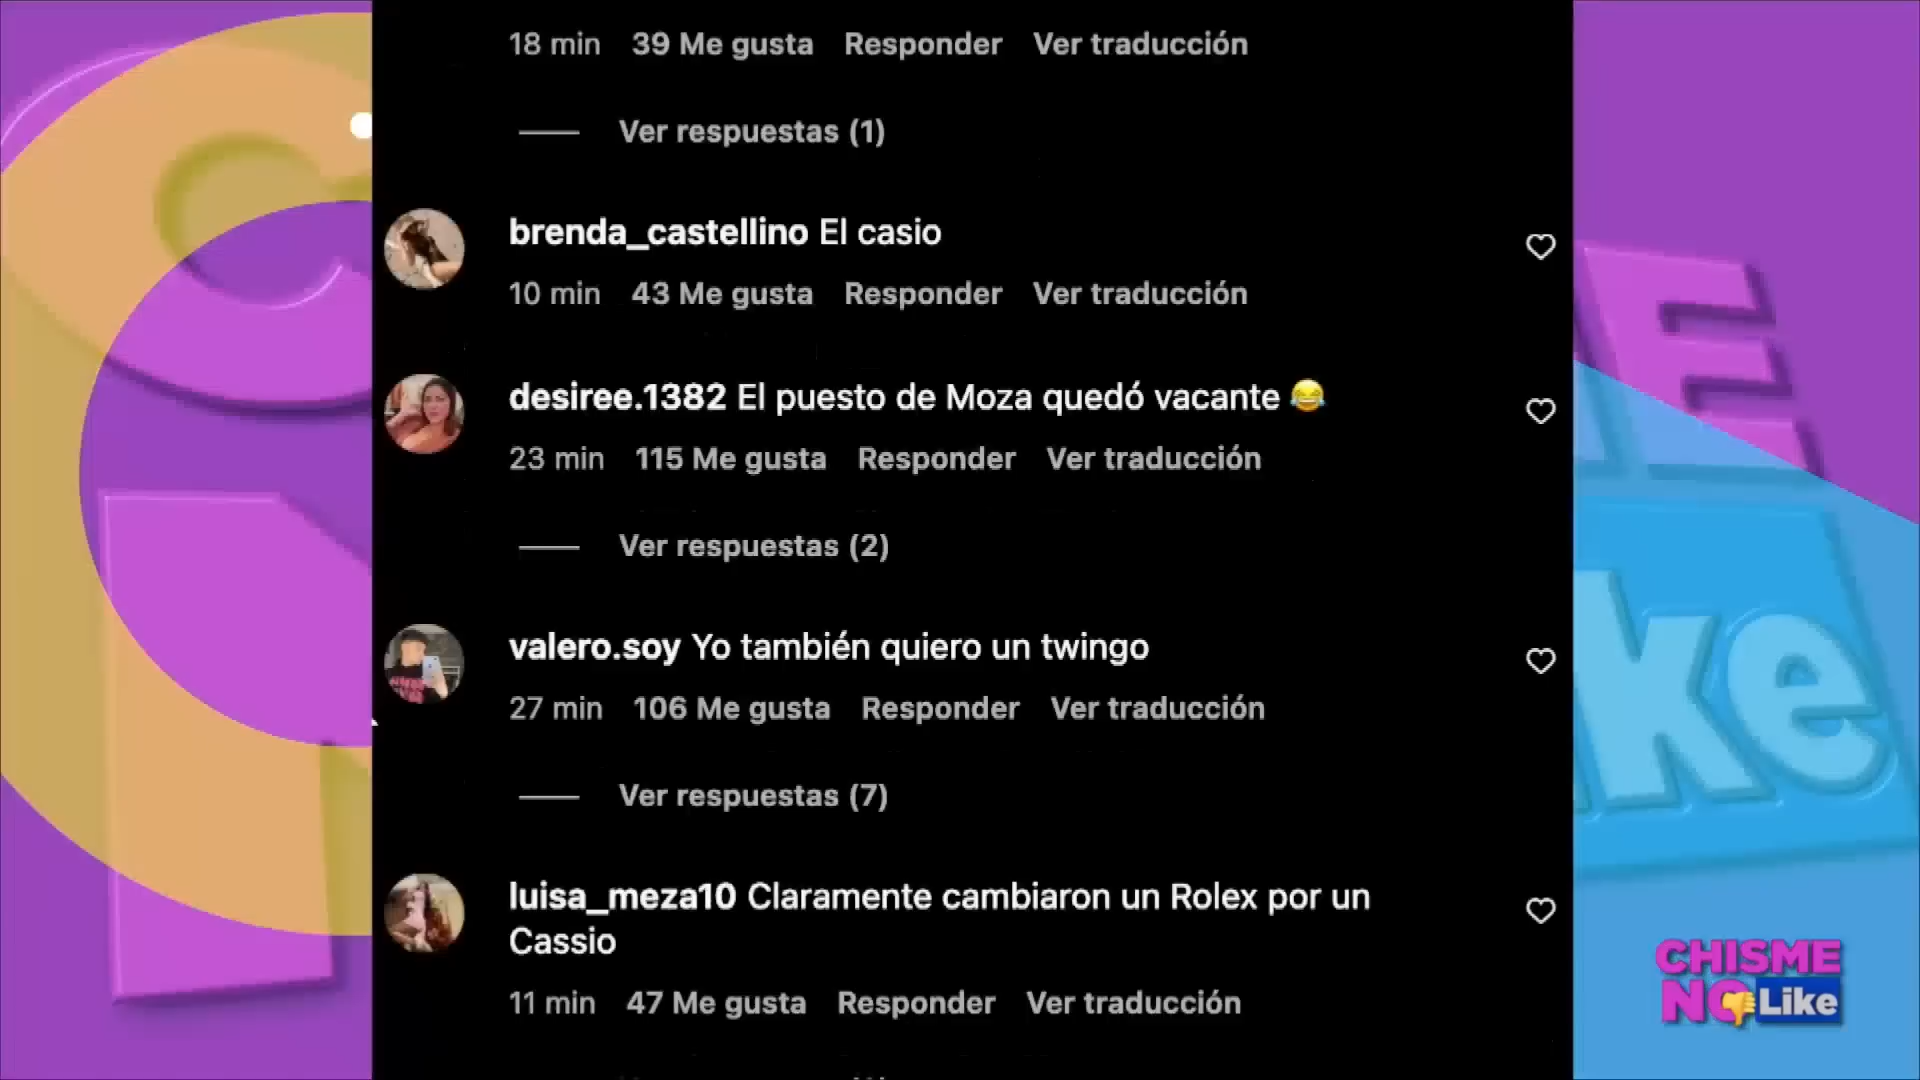 18 min 39 Me gusta Responder Ver traducción
Ver respuestas (1)
brenda_castellino El casio
10 min 43 Me gusta Responder Ver traducción
desiree.1382 El puesto de Moza quedó vacante 😂
23 min 115 Me gusta Responder Ver traducción
Ver respuestas (2)
valero.soy Yo también quiero un twingo
27 min 106 Me gusta Responder Ver traducción
Ver respuestas (7)
luisa_meza10 Claramente cambiaron un Rolex por un
Cassio
11 min 47 Me gusta Responder Ver traducción
CHISME
NO Like